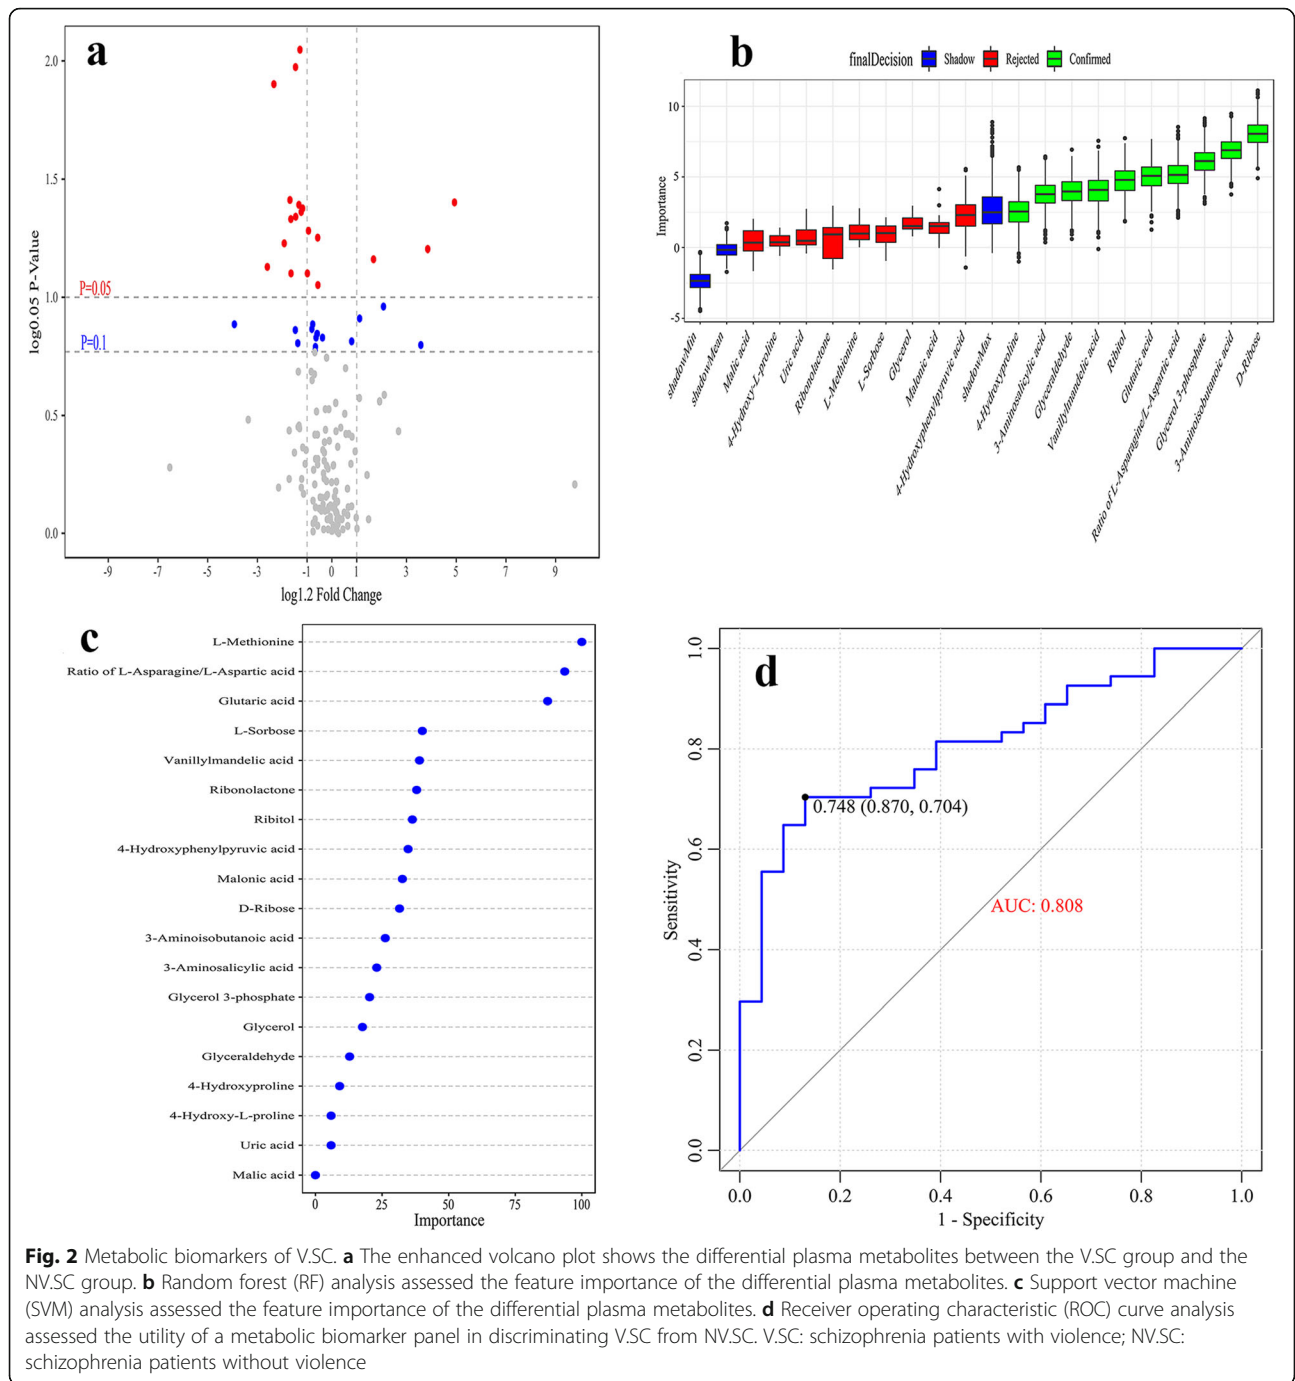 a
2.0
1.5
1.0
0.5
0.0
log0.05 P-Value
P=0.05
P=0.1
-9
-7
-5
-3
-1
0
1
3
5
7
9
log1.2 Fold Change
b
finalDecision Shadow Rejected Confirmed
10
5
0
-5
Importance
shadowMin
shadowMean
Malic acid
4-Hydroxy-L-proline
Uric acid
Ribonolactone
L-Methionine
L-Sorbose
Glycerol
Malonic acid
4-Hydroxyphenylpyruvic acid
shadowMax
4-Hydroxyproline
3-Aminosalicylic acid
Glyceraldehyde
Vanillylmandelic acid
Ribitol
Glutaric acid
Ratio of L-Asparagine/L-Aspartic acid
Glycerol 3-phosphate
3-Aminoisobutanoic acid
D-Ribose
c
L-Methionine
Ratio of L-Asparagine/L-Aspartic acid
Glutaric acid
L-Sorbose
Vanillylmandelic acid
Ribonolactone
Ribitol
4-Hydroxyphenylpyruvic acid
Malonic acid
D-Ribose
3-Aminoisobutanoic acid
3-Aminosalicylic acid
Glycerol 3-phosphate
Glycerol
Glyceraldehyde
4-Hydroxyproline
4-Hydroxy-L-proline
Uric acid
Malic acid
0
25
50
75
100
Importance
d
1.0
0.8
0.6
0.4
0.2
0.0
Sensitivity
0.748 (0.870, 0.704)
AUC: 0.808
0.0
0.2
0.4
0.6
0.8
1.0
1 - Specificity
Fig. 2 Metabolic biomarkers of V.SC. a The enhanced volcano plot shows the differential plasma metabolites between the V.SC group and the
NV.SC group. b Random forest (RF) analysis assessed the feature importance of the differential plasma metabolites. c Support vector machine
(SVM) analysis assessed the feature importance of the differential plasma metabolites. d Receiver operating characteristic (ROC) curve analysis
assessed the utility of a metabolic biomarker panel in discriminating V.SC from NV.SC. V.SC: schizophrenia patients with violence; NV.SC:
schizophrenia patients without violence